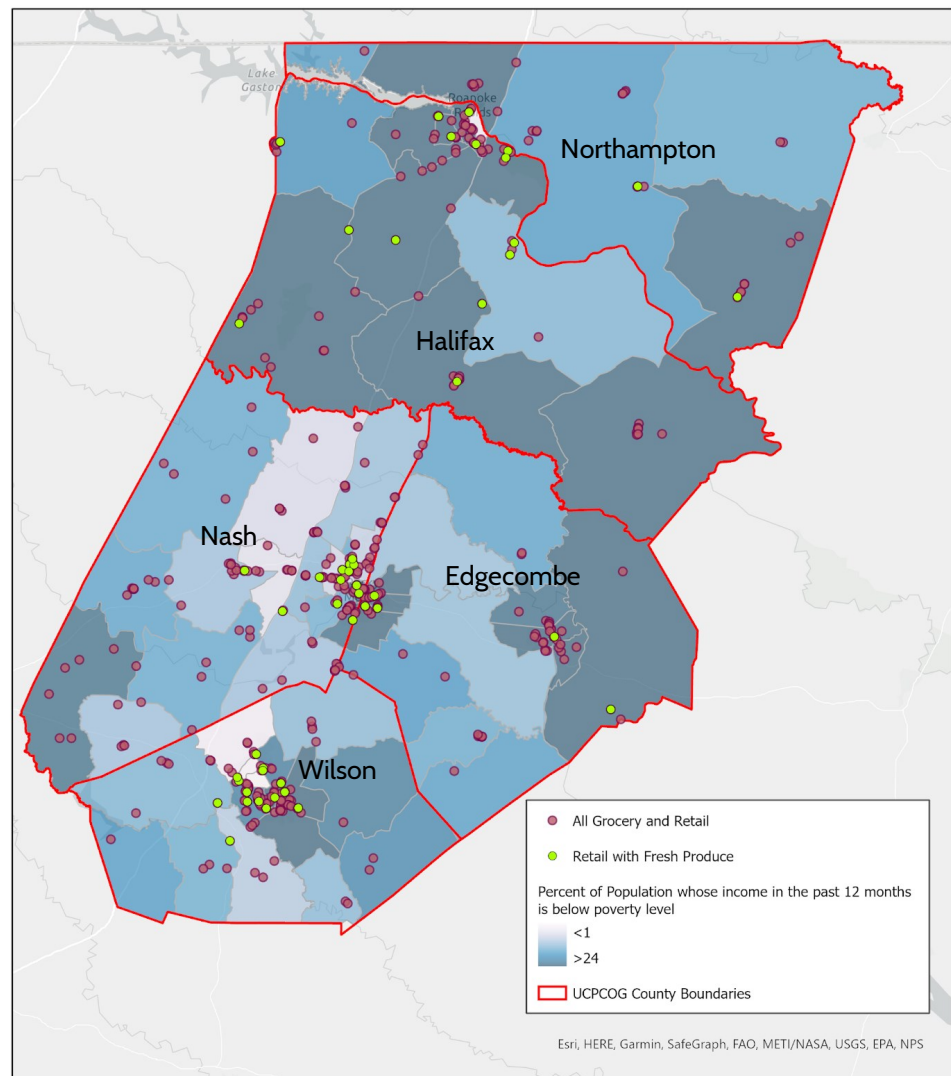 Lake
Gaston
Roanoke
Rapids
Northampton
Halifax
Nash
Edgecombe
Wilson
All Grocery and Retail
Retail with Fresh Produce
Percent of Population whose income in the past 12 months
is below poverty level
<1
>24
UCPCOG County Boundaries
Esri, HERE, Garmin, SafeGraph, FAO, METI/NASA, USGS, EPA, NPS